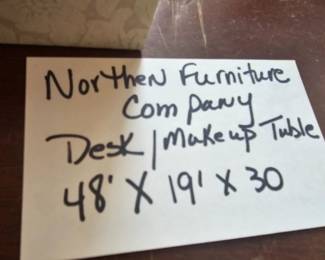 Northen Furniture
Company
Desk / Makeup Table
48' X 19' X 30